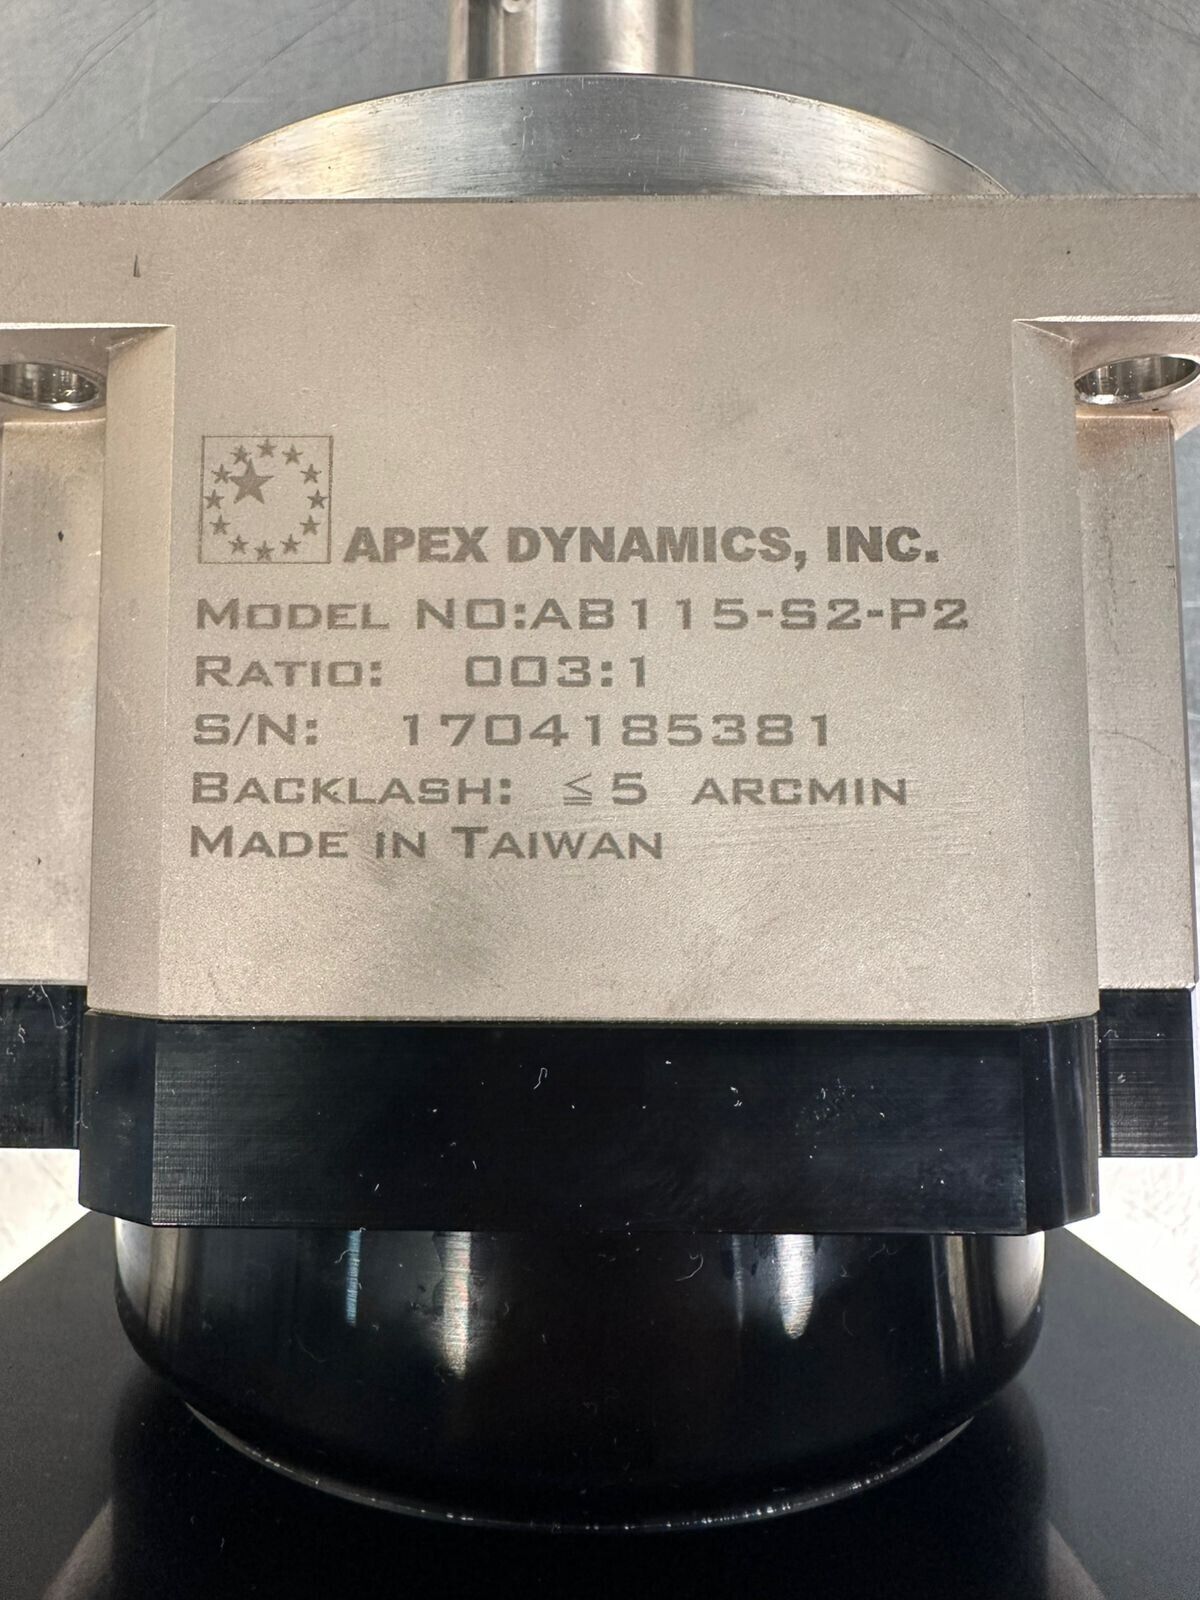 APEX DYNAMICS, INC.
MODEL NO:AB115-S2-P2
RATIO: 003:1
S/N: 1704185381
BACKLASH: ≦5 ARCMIN
MADE IN TAIWAN